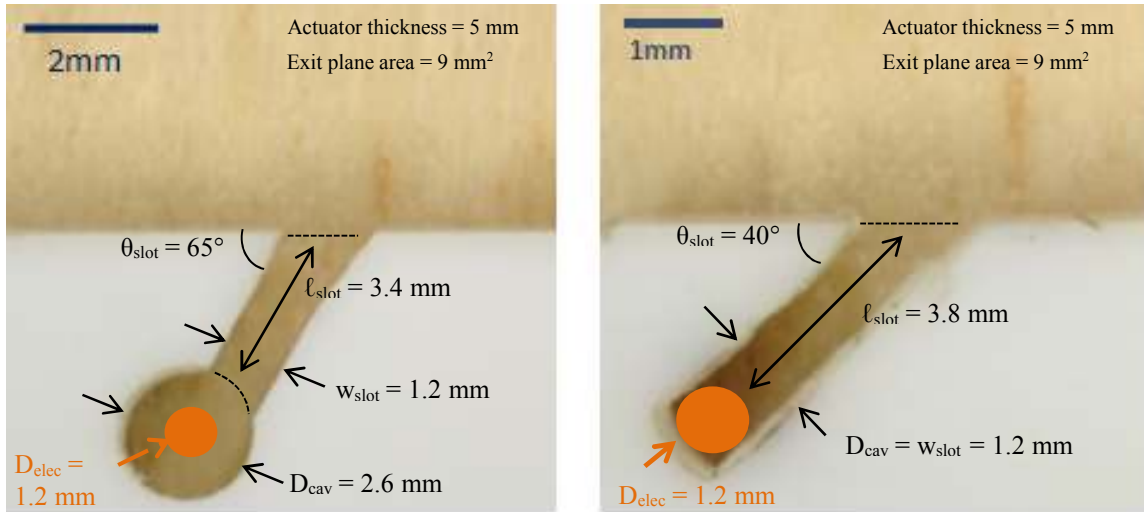 2mm
Actuator thickness = 5 mm
Exit plane area = 9 mm²
θslot = 65°
ℓslot = 3.4 mm
wslot = 1.2 mm
Delec =
1.2 mm
Dcav = 2.6 mm
1mm
Actuator thickness = 5 mm
Exit plane area = 9 mm²
θslot = 40°
ℓslot = 3.8 mm
Dcav = wslot = 1.2 mm
Delec = 1.2 mm